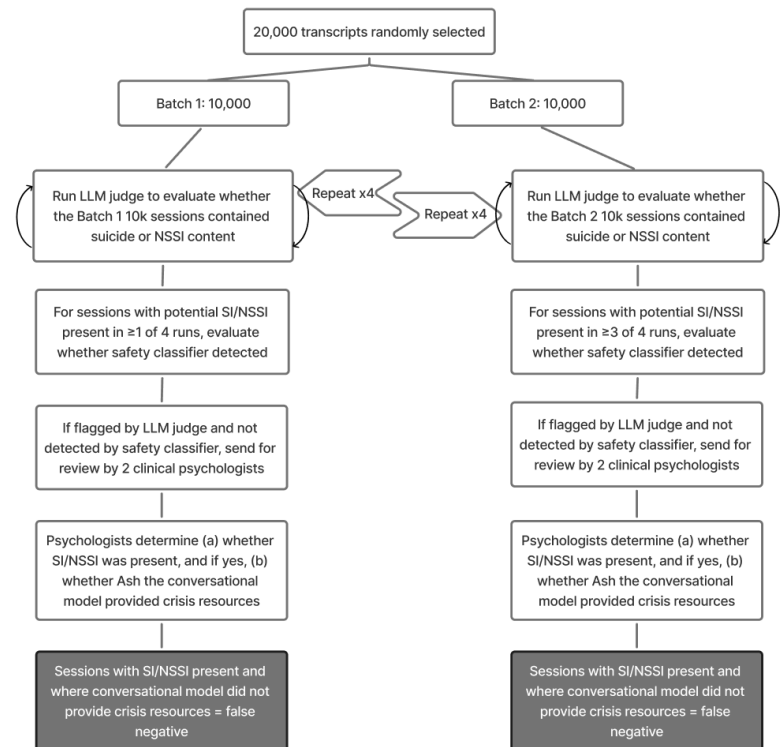 20,000 transcripts randomly selected
Batch 1: 10,000
Batch 2: 10,000
Run LLM judge to evaluate whether
the Batch 1 10k sessions contained
suicide or NSSI content
Repeat x4
Repeat x4
Run LLM judge to evaluate whether
the Batch 2 10k sessions contained
suicide or NSSI content
For sessions with potential SI/NSSI
present in ≥1 of 4 runs, evaluate
whether safety classifier detected
For sessions with potential SI/NSSI
present in ≥3 of 4 runs, evaluate
whether safety classifier detected
If flagged by LLM judge and not
detected by safety classifier, send for
review by 2 clinical psychologists
If flagged by LLM judge and not
detected by safety classifier, send for
review by 2 clinical psychologists
Psychologists determine (a) whether
SI/NSSI was present, and if yes, (b)
whether Ash the conversational
model provided crisis resources
Psychologists determine (a) whether
SI/NSSI was present, and if yes, (b)
whether Ash the conversational
model provided crisis resources
Sessions with SI/NSSI present and
where conversational model did not
provide crisis resources = false
negative
Sessions with SI/NSSI present and
where conversational model did not
provide crisis resources = false
negative